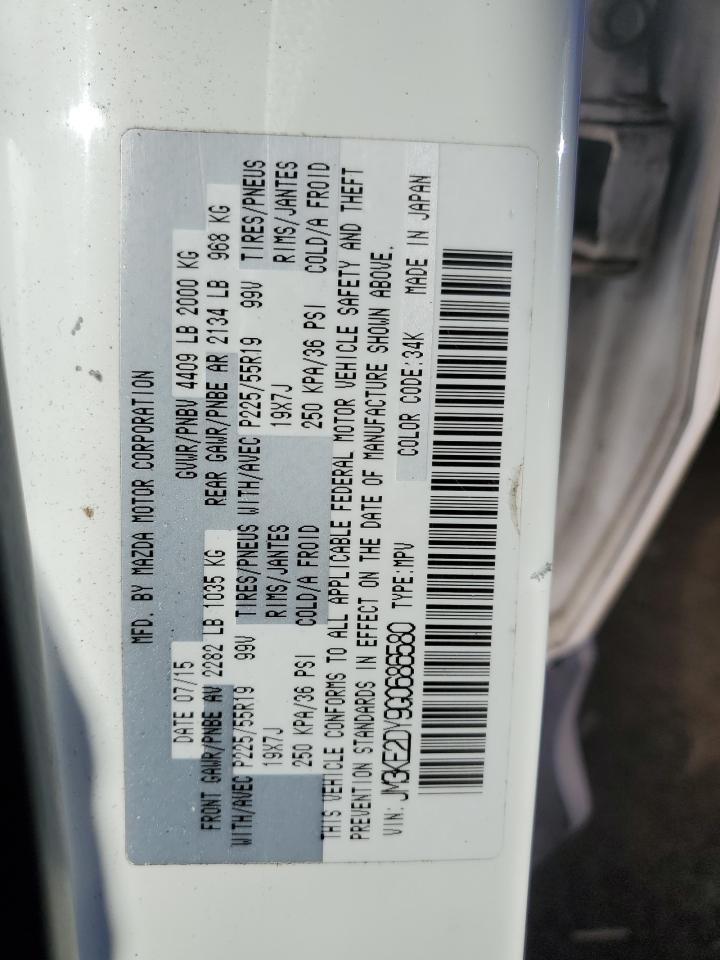 MFD. BY MAZDA MOTOR CORPORATION
DATE 07/15 GVWR/PNBV 4409 LB 2000 KG
FRONT GAWR/PNBE AV 2282 LB 1035 KG REAR GAWR/PNBE AR 2134 LB 968 KG
WITH/AVEC P225/55R19 99V TIRES/PNEUS WITH/AVEC P225/55R19 99V TIRES/PNEUS
19X7J RIMS/JANTES 19X7J RIMS/JANTES
250 KPA/36 PSI COLD/A FROID 250 KPA/36 PSI COLD/A FROID
THIS VEHICLE CONFORMS TO ALL APPLICABLE FEDERAL MOTOR VEHICLE SAFETY AND THEFT
PREVENTION STANDARDS IN EFFECT ON THE DATE OF MANUFACTURE SHOWN ABOVE.
VIN: JM3KE2DY9G0686580 TYPE:MPV COLOR CODE:34K MADE IN JAPAN